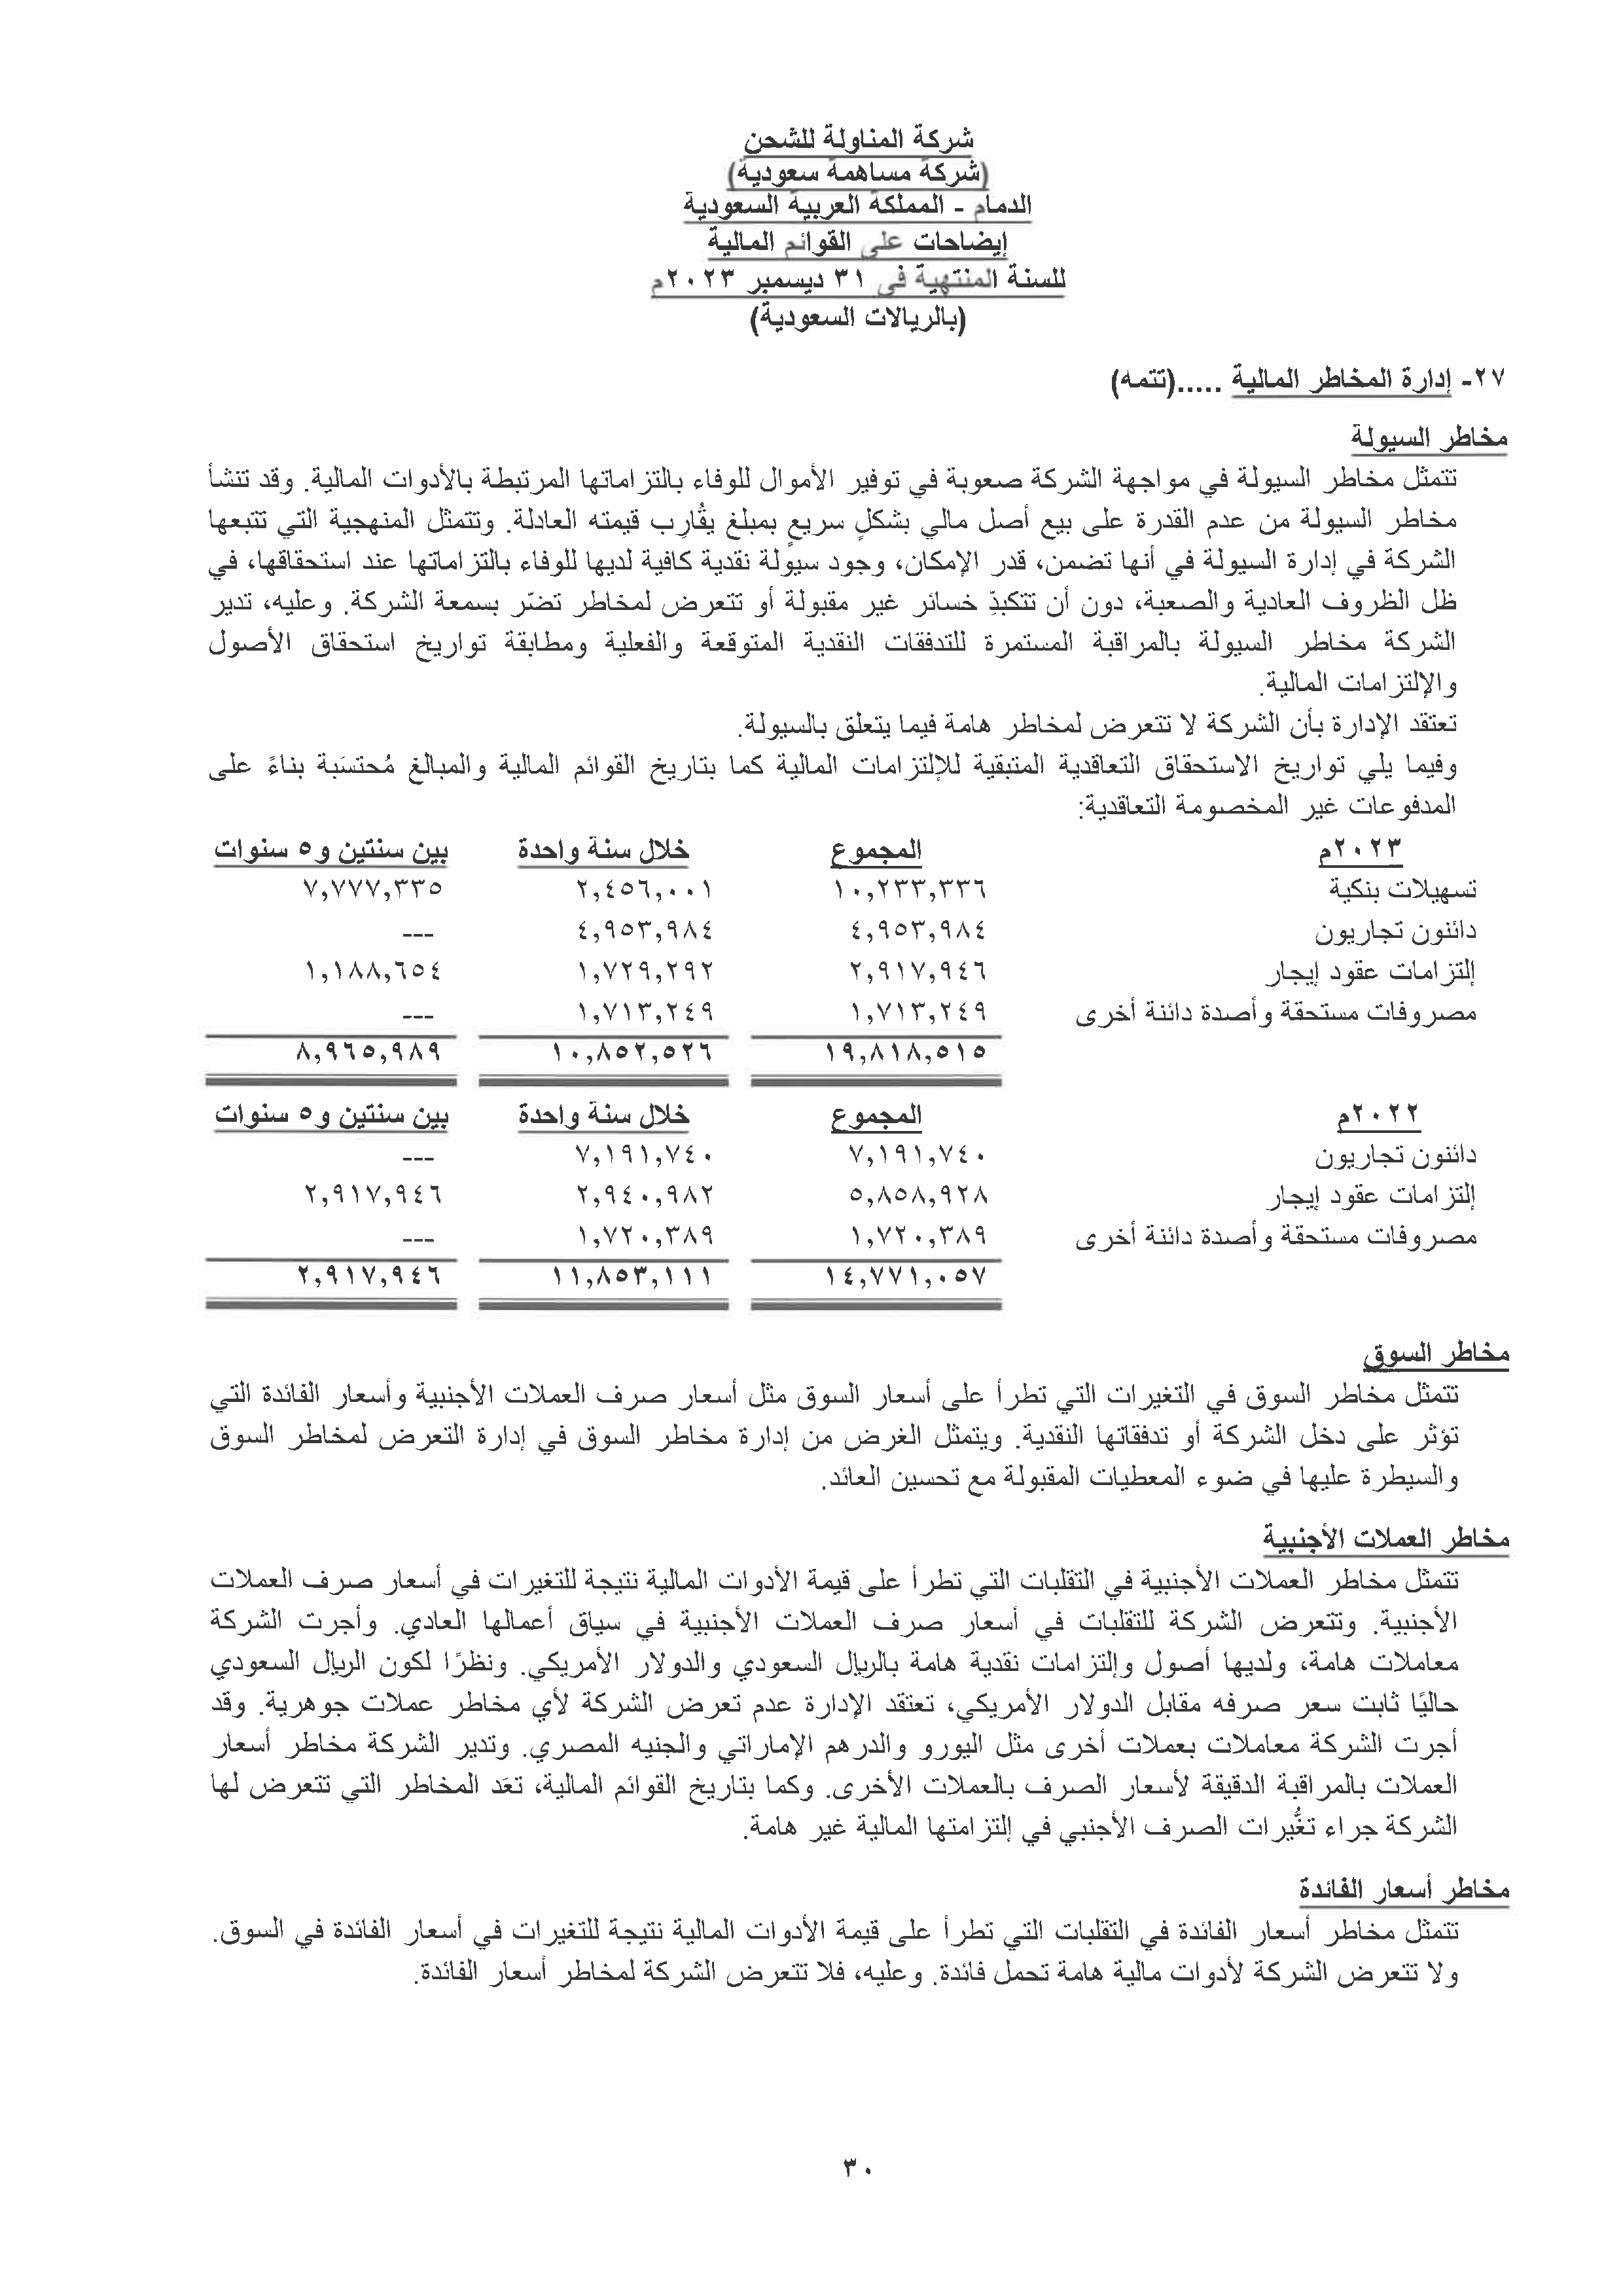 شركة المناولة للشحن
(شركة مساهمة سعودية)
الدمام - المملكة العربية السعودية
إيضاحات على القوائم المالية
للسنة المنتهية في ٣١ ديسمبر ٢٠٢٣م
(بالريالات السعودية)
٢٧- إدارة المخاطر المالية .....(تتمه)
مخاطر السيولة
تتمثل مخاطر السيولة في مواجهة الشركة صعوبة في توفير الأموال للوفاء بالتزاماتها المرتبطة بالأدوات المالية. وقد تنشأ
مخاطر السيولة من عدم القدرة على بيع أصل مالي بشكلٍ سريعٍ بمبلغ يقُارِب قيمته العادلة. وتتمثل المنهجية التي تتبعها
الشركة في إدارة السيولة في أنها تضمن، قدر الإمكان، وجود سيولة نقدية كافية لديها للوفاء بالتزاماتها عند استحقاقها، في
ظل الظروف العادية والصعبة، دون أن تتكبدِّ خسائر غير مقبولة أو تتعرض لمخاطر تضرّ بسمعة الشركة. وعليه، تدير
الشركة مخاطر السيولة بالمراقبة المستمرة للتدفقات النقدية المتوقعة والفعلية ومطابقة تواريخ استحقاق الأصول
والإلتزامات المالية.
تعتقد الإدارة بأن الشركة لا تتعرض لمخاطر هامة فيما يتعلق بالسيولة.
وفيما يلي تواريخ الاستحقاق التعاقدية المتبقية للإلتزامات المالية كما بتاريخ القوائم المالية والمبالغ مُحتسَبة بناءً على
المدفوعات غير المخصومة التعاقدية:
٢٠٢٣م المجموع خلال سنة واحدة بين سنتين و٥ سنوات
تسهيلات بنكية ١٠,٢٣٣,٣٣٦ ٢,٤٥٦,٠٠١ ٧,٧٧٧,٣٣٥
دائنون تجاريون ٤,٩٥٣,٩٨٤ ٤,٩٥٣,٩٨٤ ---
إلتزامات عقود إيجار ٢,٩١٧,٩٤٦ ١,٧٢٩,٢٩٢ ١,١٨٨,٦٥٤
مصروفات مستحقة وأصدة دائنة أخرى ١,٧١٣,٢٤٩ ١,٧١٣,٢٤٩ ---
١٩,٨١٨,٥١٥ ١٠,٨٥٢,٥٢٦ ٨,٩٦٥,٩٨٩
٢٠٢٢م المجموع خلال سنة واحدة بين سنتين و٥ سنوات
دائنون تجاريون ٧,١٩١,٧٤٠ ٧,١٩١,٧٤٠ ---
إلتزامات عقود إيجار ٥,٨٥٨,٩٢٨ ٢,٩٤٠,٩٨٢ ٢,٩١٧,٩٤٦
مصروفات مستحقة وأصدة دائنة أخرى ١,٧٢٠,٣٨٩ ١,٧٢٠,٣٨٩ ---
١٤,٧٧١,٠٥٧ ١١,٨٥٣,١١١ ٢,٩١٧,٩٤٦
مخاطر السوق
تتمثل مخاطر السوق في التغيرات التي تطرأ على أسعار السوق مثل أسعار صرف العملات الأجنبية وأسعار الفائدة التي
تؤثر على دخل الشركة أو تدفقاتها النقدية. ويتمثل الغرض من إدارة مخاطر السوق في إدارة التعرض لمخاطر السوق
والسيطرة عليها في ضوء المعطيات المقبولة مع تحسين العائد.
مخاطر العملات الأجنبية
تتمثل مخاطر العملات الأجنبية في التقلبات التي تطرأ على قيمة الأدوات المالية نتيجة للتغيرات في أسعار صرف العملات
الأجنبية. وتتعرض الشركة للتقلبات في أسعار صرف العملات الأجنبية في سياق أعمالها العادي. وأجرت الشركة
معاملات هامة، ولديها أصول وإلتزامات نقدية هامة بالريال السعودي والدولار الأمريكي. ونظرًا لكون الريال السعودي
حاليًا ثابت سعر صرفه مقابل الدولار الأمريكي، تعتقد الإدارة عدم تعرض الشركة لأي مخاطر عملات جوهرية. وقد
أجرت الشركة معاملات بعملات أخرى مثل اليورو والدرهم الإماراتي والجنيه المصري. وتدير الشركة مخاطر أسعار
العملات بالمراقبة الدقيقة لأسعار الصرف بالعملات الأخرى. وكما بتاريخ القوائم المالية، تعَد المخاطر التي تتعرض لها
الشركة جراء تغُّيرات الصرف الأجنبي في إلتزامتها المالية غير هامة.
مخاطر أسعار الفائدة
تتمثل مخاطر أسعار الفائدة في التقلبات التي تطرأ على قيمة الأدوات المالية نتيجة للتغيرات في أسعار الفائدة في السوق.
ولا تتعرض الشركة لأدوات مالية هامة تحمل فائدة. وعليه، فلا تتعرض الشركة لمخاطر أسعار الفائدة.
٣٠